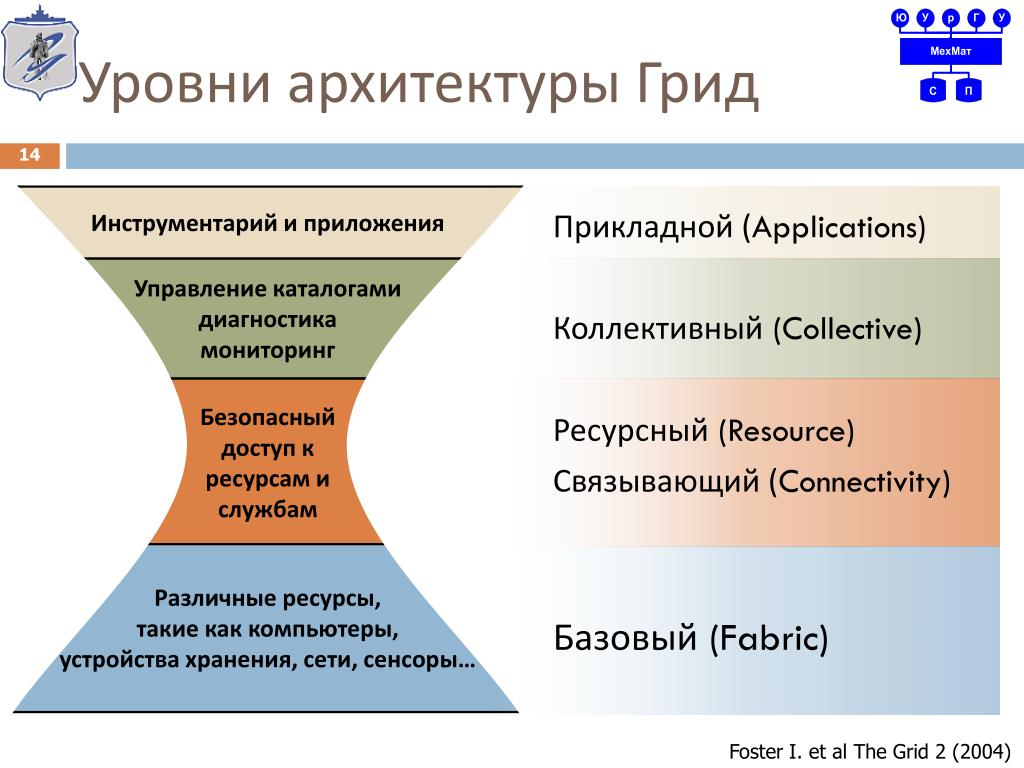 Ю У р Г У
МехМат
С П
Уровни архитектуры Грид
14
Инструментарий и приложения
Прикладной (Applications)
Управление каталогами
диагностика
мониторинг
Коллективный (Collective)
Безопасный
доступ к
ресурсам и
службам
Ресурсный (Resource)
Связывающий (Connectivity)
Различные ресурсы,
такие как компьютеры,
устройства хранения, сети, сенсоры…
Базовый (Fabric)
Foster I. et al The Grid 2 (2004)